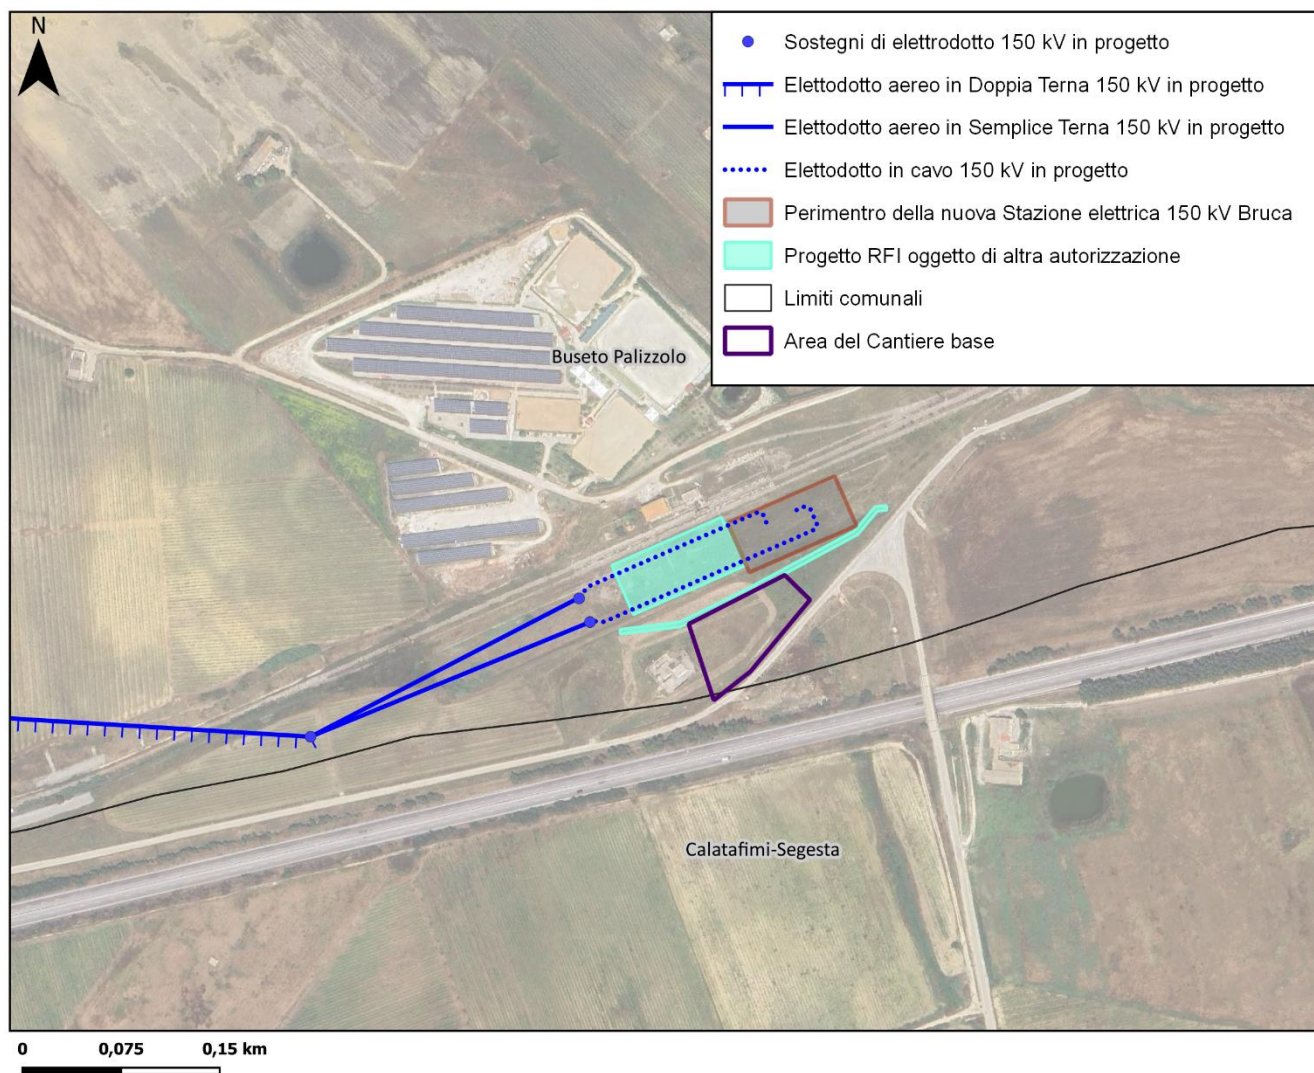 N
Sostegni di elettrodotto 150 kV in progetto
Elettodotto aereo in Doppia Terna 150 kV in progetto
Elettodotto aereo in Semplice Terna 150 kV in progetto
Elettodotto in cavo 150 kV in progetto
Perimentro della nuova Stazione elettrica 150 kV Bruca
Progetto RFI oggetto di altra autorizzazione
Limiti comunali
Area del Cantiere base
Buseto Palizzolo
Calatafimi-Segesta
0 0,075 0,15 km